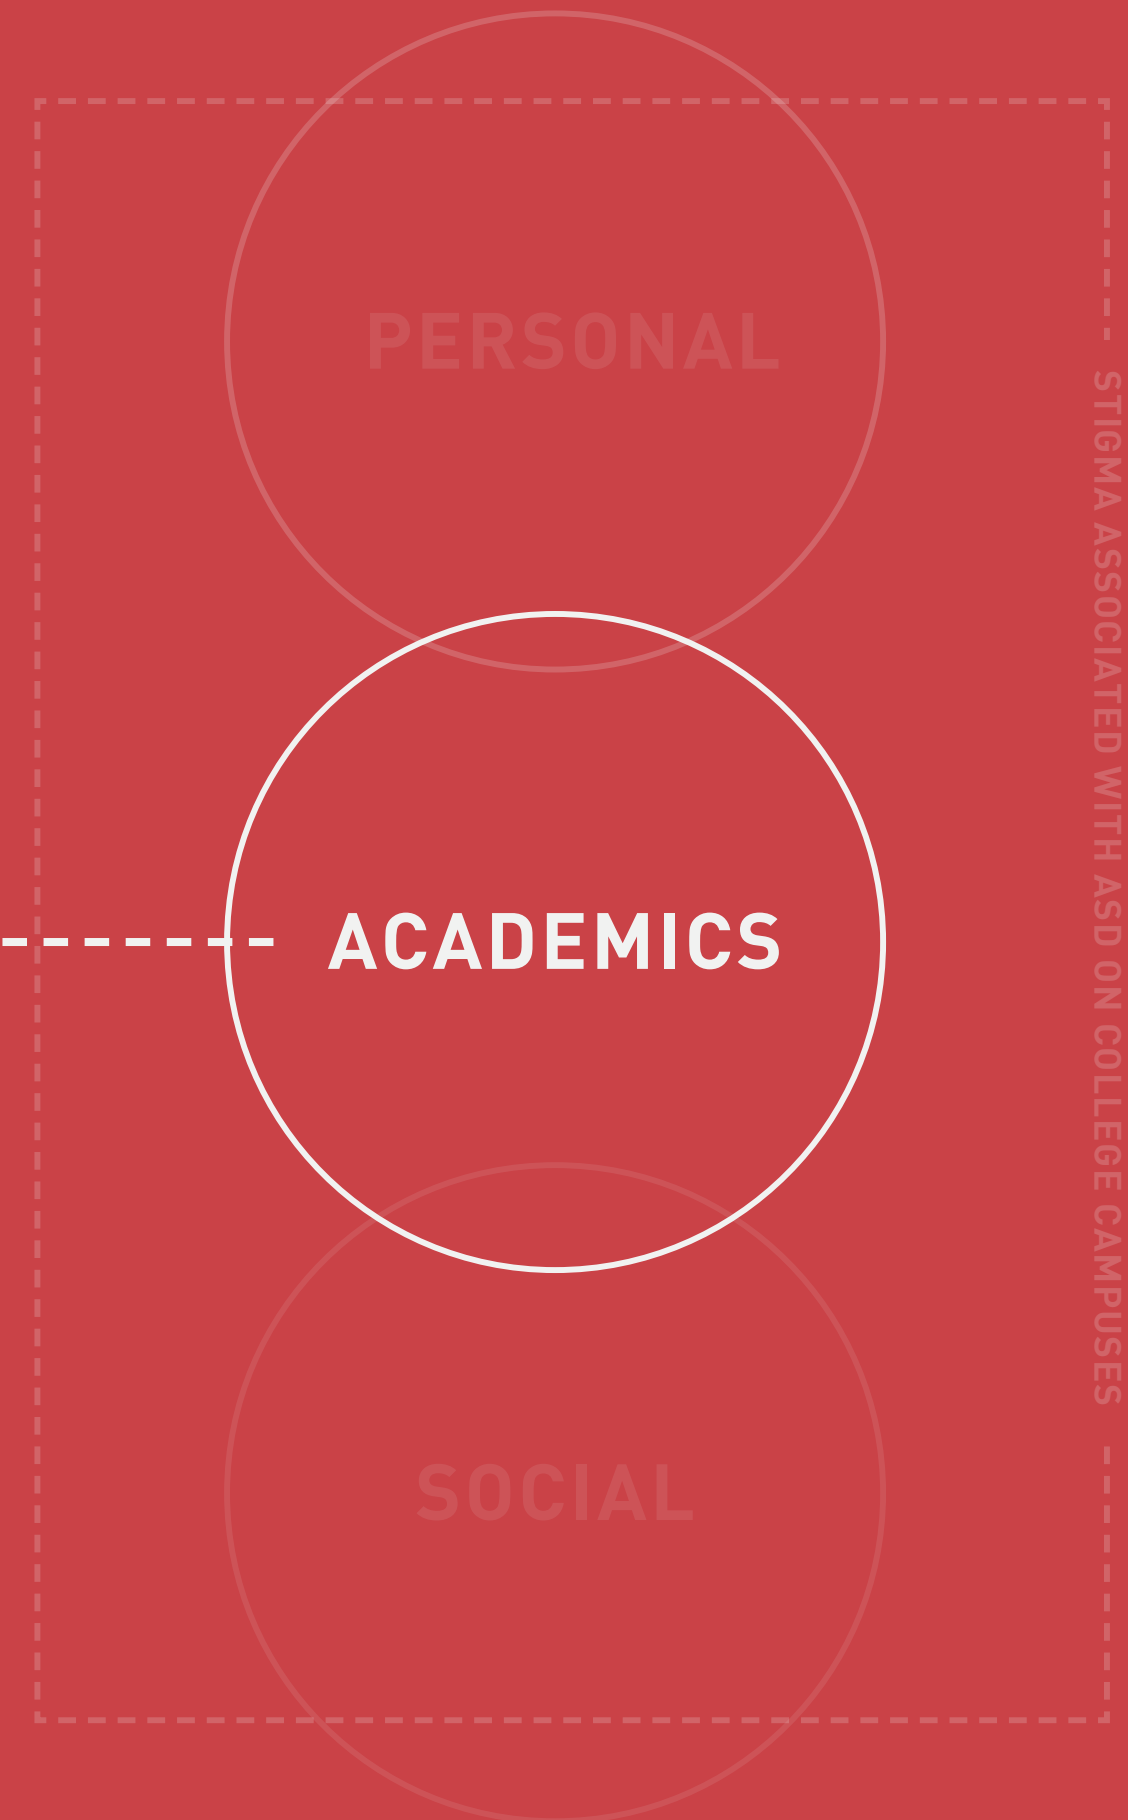 PERSONAL
STIGMA ASSOCIATED WITH ASD ON COLLEGE CAMPUSES
ACADEMICS
SOCIAL